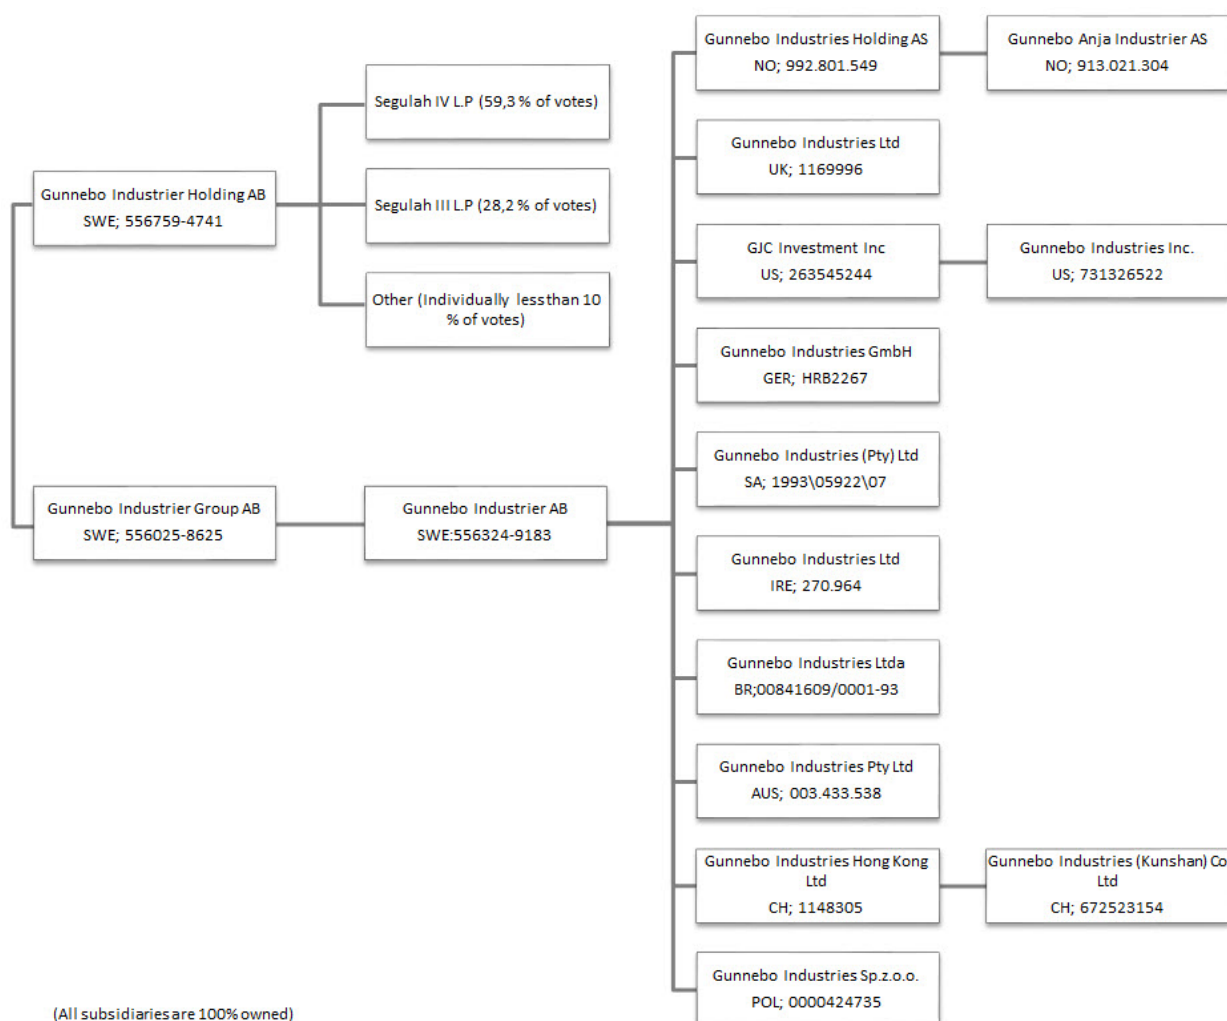 Gunnebo Industrier Holding AB
SWE; 556759-4741
Segulah IV L.P (59,3 % of votes)
Segulah III L.P (28,2 % of votes)
Other (Individually less than 10
% of votes)
Gunnebo Industrier Group AB
SWE; 556025-8625
Gunnebo Industrier AB
SWE:556324-9183
Gunnebo Industries Holding AS
NO; 992.801.549
Gunnebo Anja Industrier AS
NO; 913.021.304
Gunnebo Industries Ltd
UK; 1169996
GJC Investment Inc
US; 263545244
Gunnebo Industries Inc.
US; 731326522
Gunnebo Industries GmbH
GER; HRB2267
Gunnebo Industries (Pty) Ltd
SA; 1993\05922\07
Gunnebo Industries Ltd
IRE; 270.964
Gunnebo Industries Ltda
BR;00841609/0001-93
Gunnebo Industries Pty Ltd
AUS; 003.433.538
Gunnebo Industries Hong Kong
Ltd
CH; 1148305
Gunnebo Industries (Kunshan) Co
Ltd
CH; 672523154
Gunnebo Industries Sp.z.o.o.
POL; 0000424735
(All subsidiaries are 100% owned)